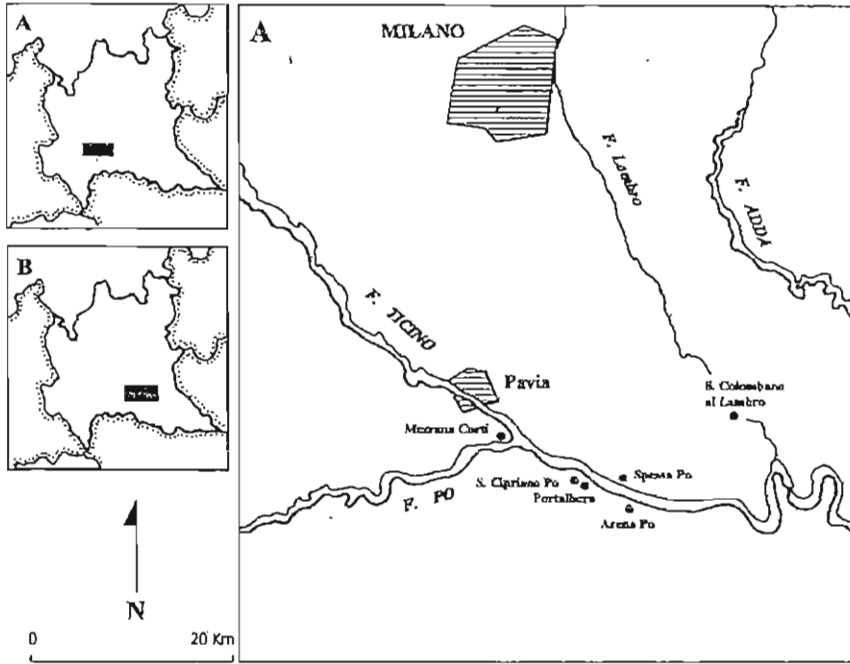 A
B
N
0 20 Km
A
MILANO
F. Lambro
F. ADDA
F. TICINO
Pavia
S. Colombano
al Lambro
Mezzana Corti
Spessa Po
S. Cipriano Po
Portalbera
F. PO
Arena Po